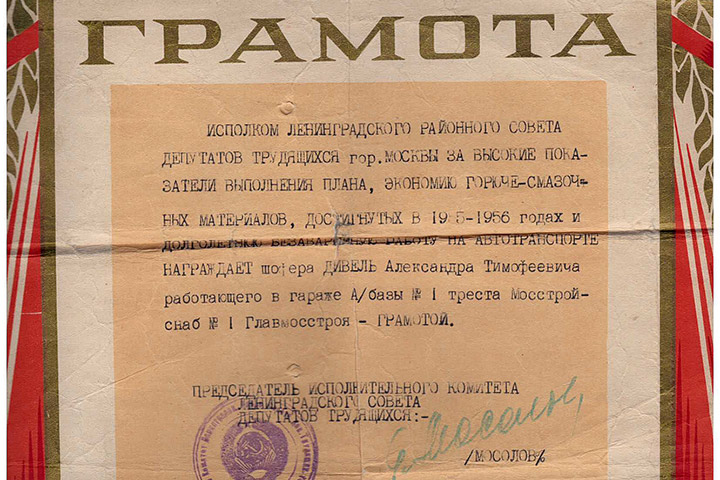 ГРАМОТА
ИСПОЛКОМ ЛЕНИНГРАДСКОГО РАЙОННОГО СОВЕТА
ДЕПУТАТОВ ТРУДЯЩИХСЯ гор.МОСКВЫ ЗА ВЫСОКИЕ ПОКА-
ЗАТЕЛИ ВЫПОЛНЕНИЯ ПЛАНА, ЭКОНОМИЮ ГОРЮЧЕ-СМАЗОЧ-
НЫХ МАТЕРИАЛОВ, ДОСТИГНУТЫХ В 1955-1956 годах и
ДОЛГОЛЕТНЮЮ БЕЗАВАРИЙНУЮ РАБОТУ НА АВТОТРАНСПОРТЕ
НАГРАЖДАЕТ шофера ДИВЕЛЬ Александра Тимофеевича
работающего в гараже А/базы № I треста Мосстрой-
снаб № I Главмосстроя - ГРАМОТОЙ.
ПРЕДСЕДАТЕЛЬ ИСПОЛНИТЕЛЬНОГО КОМИТЕТА
ЛЕНИНГРАДСКОГО СОВЕТА
ДЕПУТАТОВ ТРУДЯЩИХСЯ:-
/МОСОЛОВ%